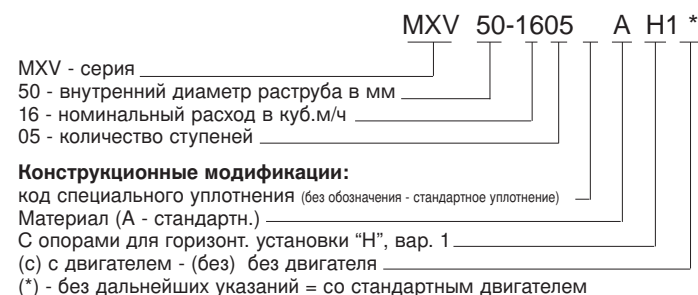 MXV 50-1605 A H1 *
MXV - серия
50 - внутренний диаметр раструба в мм
16 - номинальный расход в куб.м/ч
05 - количество ступеней
Конструкционные модификации:
код специального уплотнения (без обозначения - стандартное уплотнение)
Материал (А - стандартн.)
С опорами для горизонт. установки “Н”, вар. 1
(с) с двигателем - (без) без двигателя
(*) - без дальнейших указаний = со стандартным двигателем